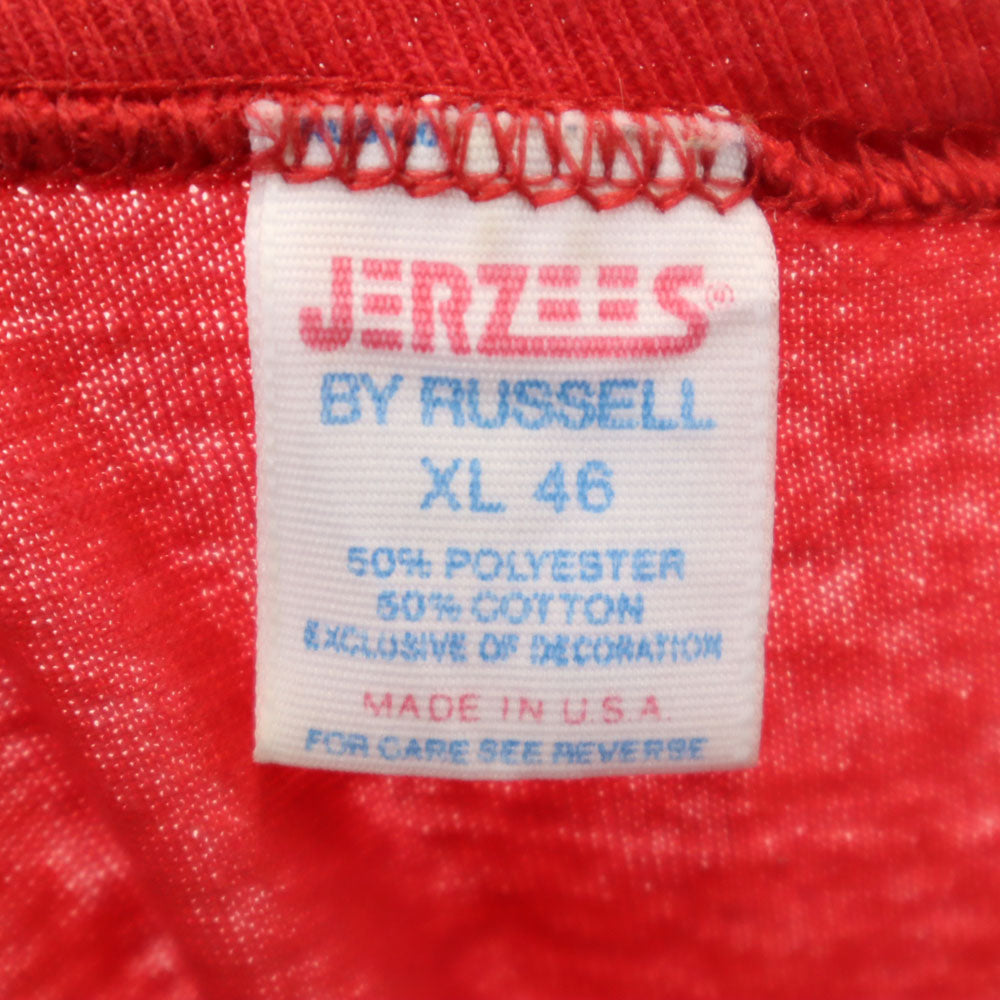 JERZEES®
BY RUSSELL
XL 46
50% POLYESTER
50% COTTON
EXCLUSIVE OF DECORATION
MADE IN U.S.A.
FOR CARE SEE REVERSE